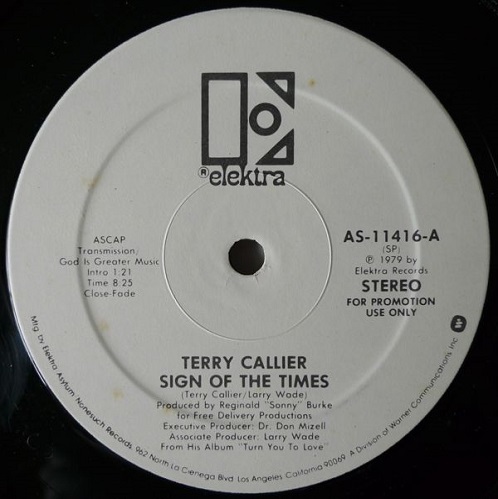 ® elektra
ASCAP
Transmission/
God Is Greater Music
Intro 1:21
Time 8:25
Close-Fade
AS-11416-A
(SP)
℗ 1979 by
Elektra Records
STEREO
FOR PROMOTION
USE ONLY
TERRY CALLIER
SIGN OF THE TIMES
(Terry Callier/Larry Wade)
Produced by Reginald "Sonny" Burke
for Free Delivery Productions
Executive Producer: Dr. Don Mizell
Associate Producer: Larry Wade
From His Album "Turn You To Love"
Mfg. by Elektra/Asylum/Nonesuch Records, 962 North La Cienega Blvd. Los Angeles, California 90069. A Division of Warner Communications Inc.